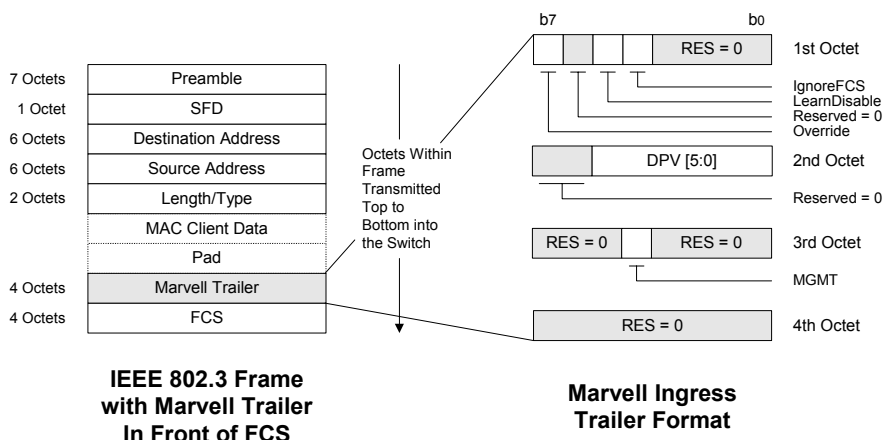 7 Octets Preamble
1 Octet SFD
6 Octets Destination Address
6 Octets Source Address
2 Octets Length/Type
MAC Client Data
Pad
4 Octets Marvell Trailer
4 Octets FCS
IEEE 802.3 Frame
with Marvell Trailer
In Front of FCS
Octets Within
Frame
Transmitted
Top to
Bottom into
the Switch
b7 b0
RES = 0 1st Octet
IgnoreFCS
LearnDisable
Reserved = 0
Override
DPV [5:0] 2nd Octet
Reserved = 0
RES = 0 RES = 0 3rd Octet
MGMT
RES = 0 4th Octet
Marvell Ingress
Trailer Format